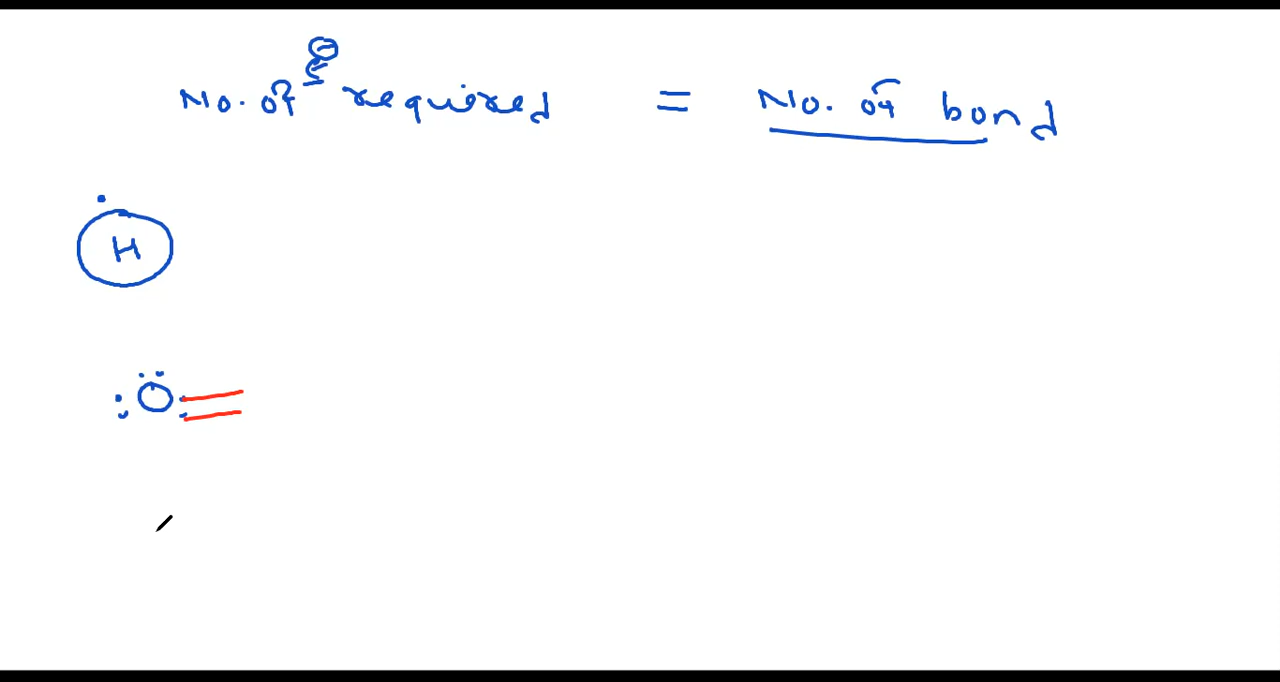 No. of e⊖ required = No. of bond
H
O